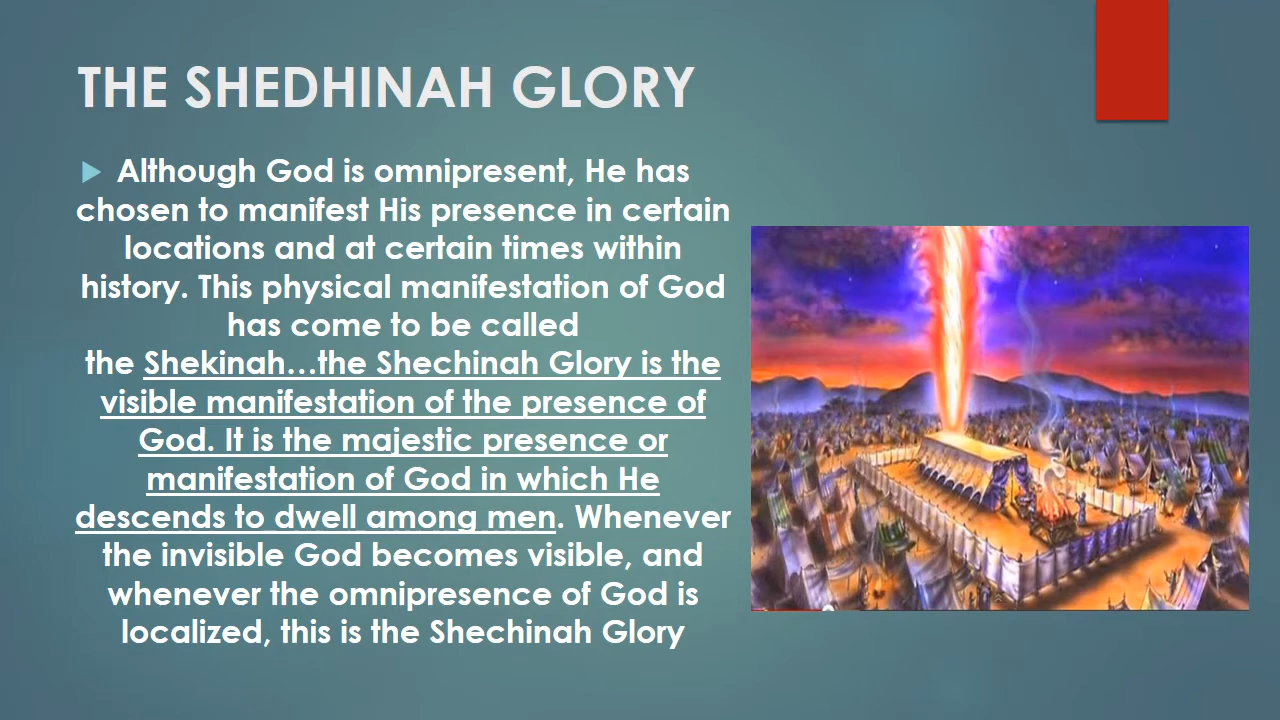 THE SHEDHINAH GLORY
Although God is omnipresent, He has
chosen to manifest His presence in certain
locations and at certain times within
history. This physical manifestation of God
has come to be called
the Shekinah…the Shechinah Glory is the
visible manifestation of the presence of
God. It is the majestic presence or
manifestation of God in which He
descends to dwell among men. Whenever
the invisible God becomes visible, and
whenever the omnipresence of God is
localized, this is the Shechinah Glory